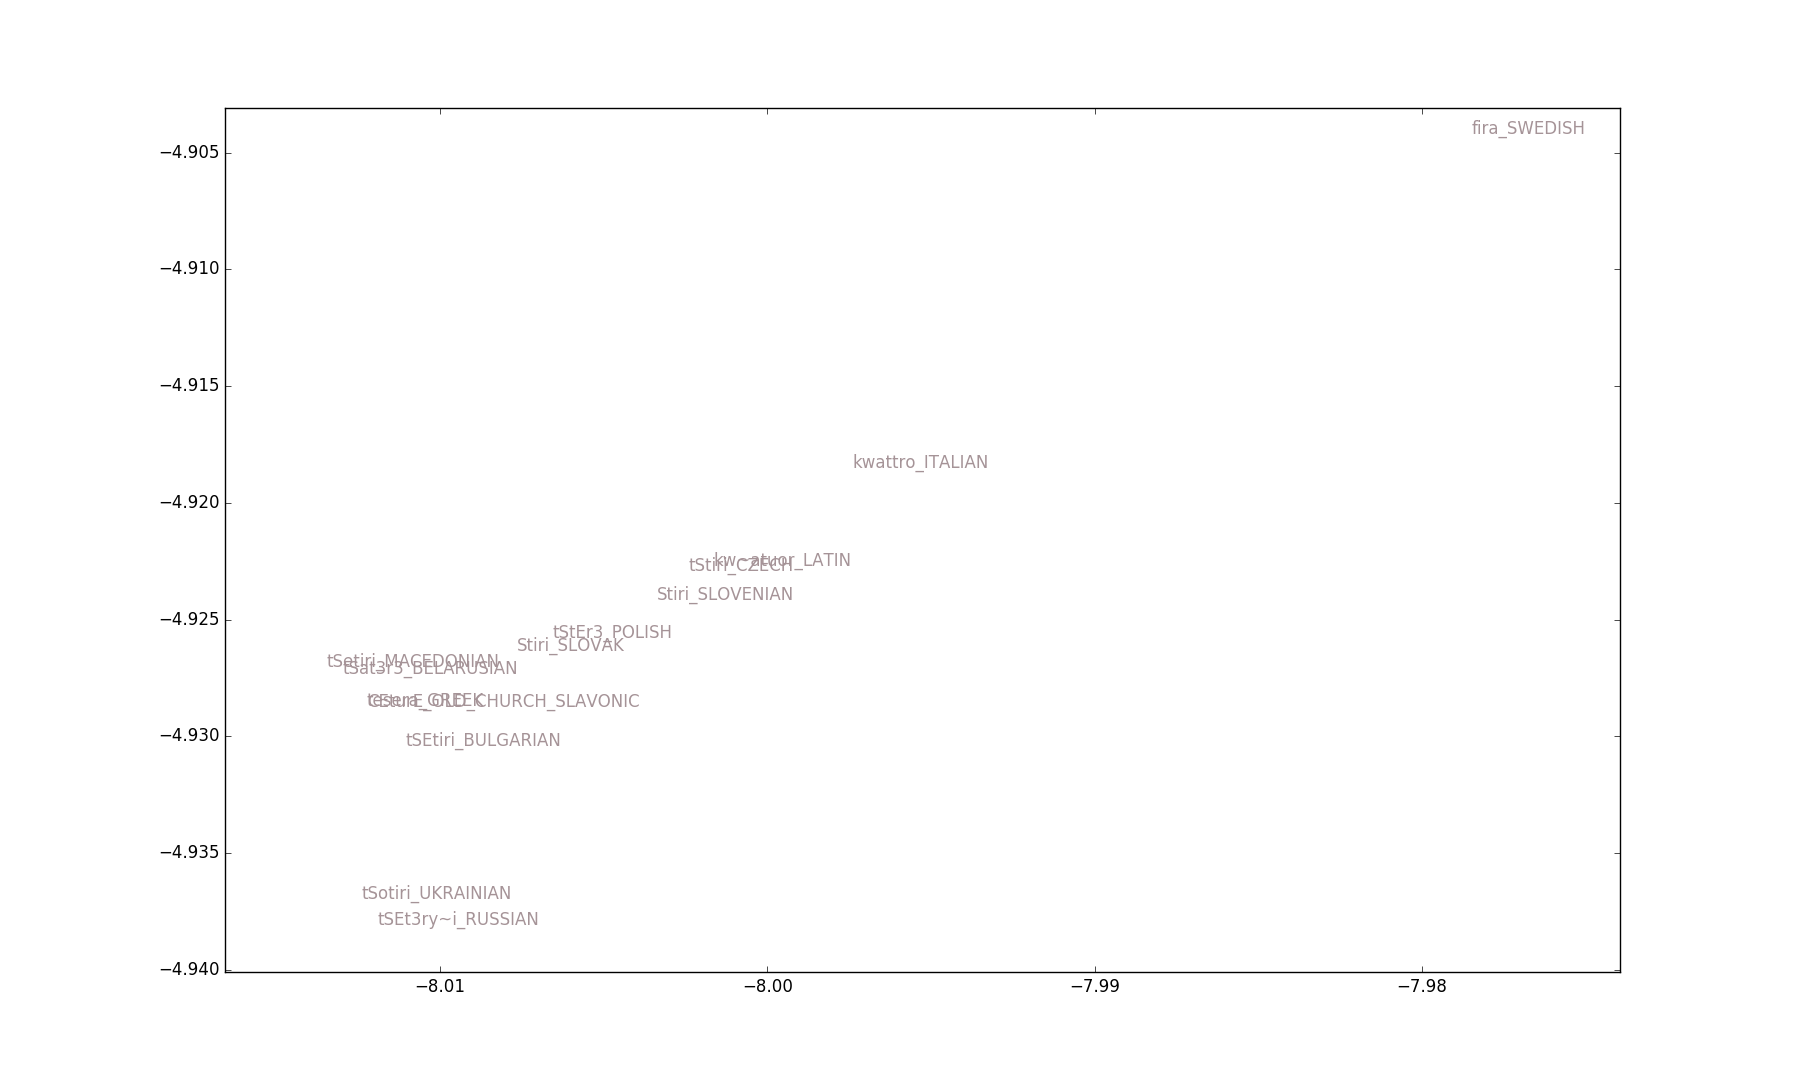 fira_SWEDISH
−4.905
−4.910
−4.915
kwattro_ITALIAN
−4.920
kw~atuor_LATIN
tStiri_CZECH
Stiri_SLOVENIAN
−4.925
tStEr3_POLISH
Stiri_SLOVAK
tSetiri_MACEDONIAN
tSat3r3_BELARUSIAN
tesera_GREEK
CEturE_OLD_CHURCH_SLAVONIC
−4.930
tSEtiri_BULGARIAN
−4.935
tSotiri_UKRAINIAN
tSEt3ry~i_RUSSIAN
−4.940
−8.01 −8.00 −7.99 −7.98